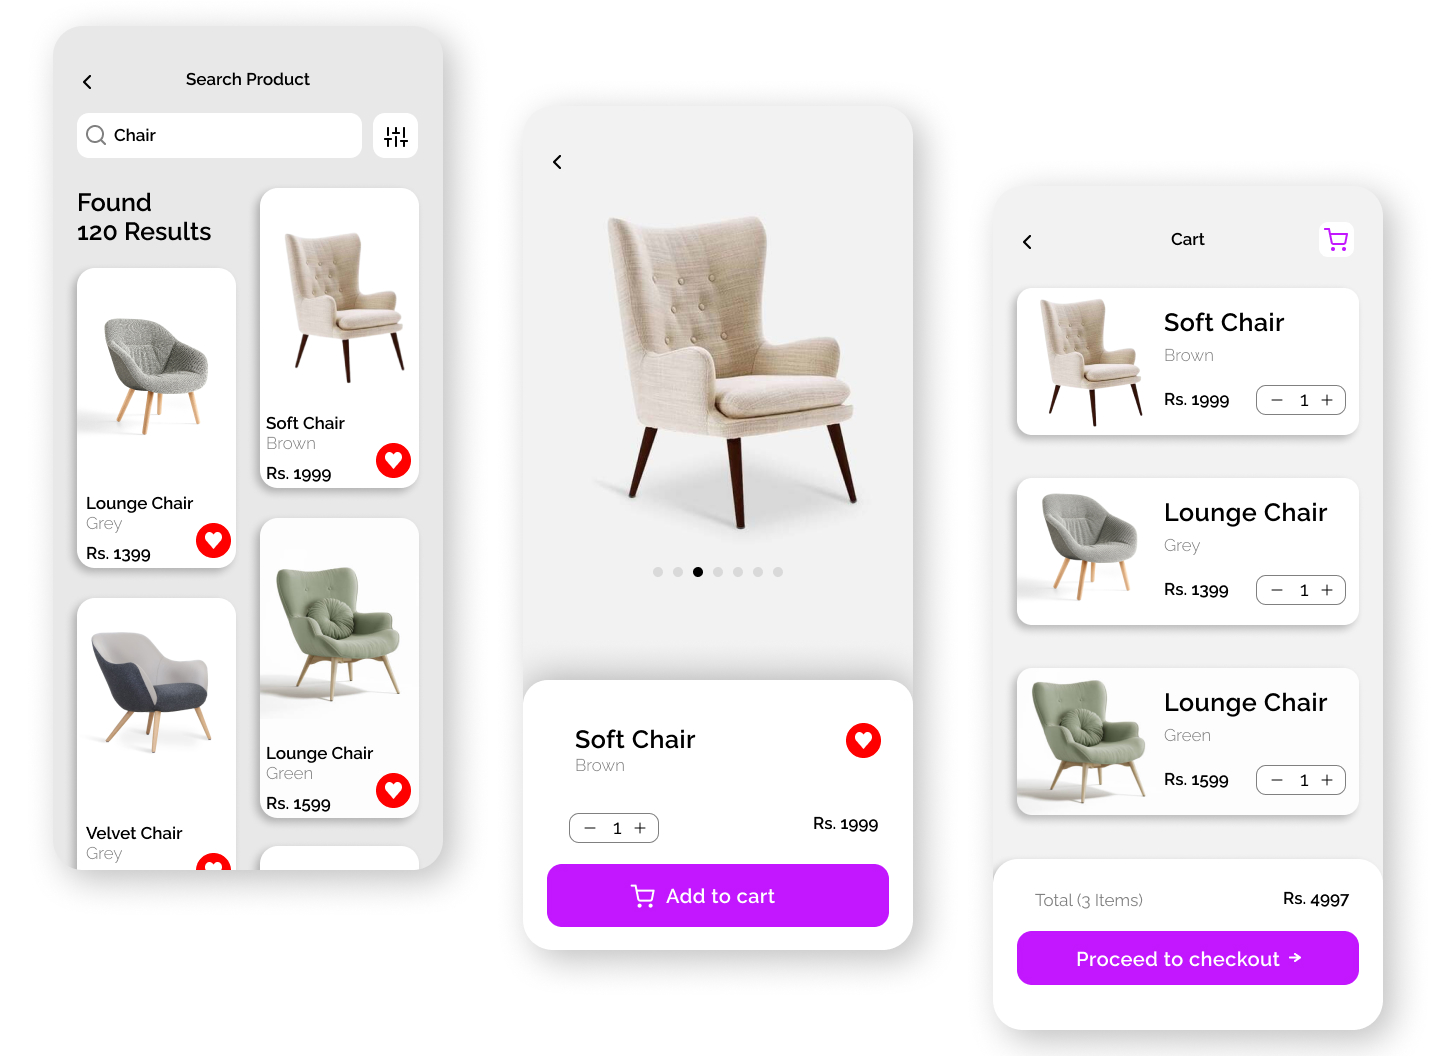 Search Product
Chair
Found
120 Results
Lounge Chair
Grey
Rs. 1399
Velvet Chair
Grey
Soft Chair
Brown
Rs. 1999
Lounge Chair
Green
Rs. 1599
Soft Chair
Brown
1
Rs. 1999
Add to cart
Cart
Soft Chair
Brown
Rs. 1999
1
Lounge Chair
Grey
Rs. 1399
1
Lounge Chair
Green
Rs. 1599
1
Total (3 Items)
Rs. 4997
Proceed to checkout